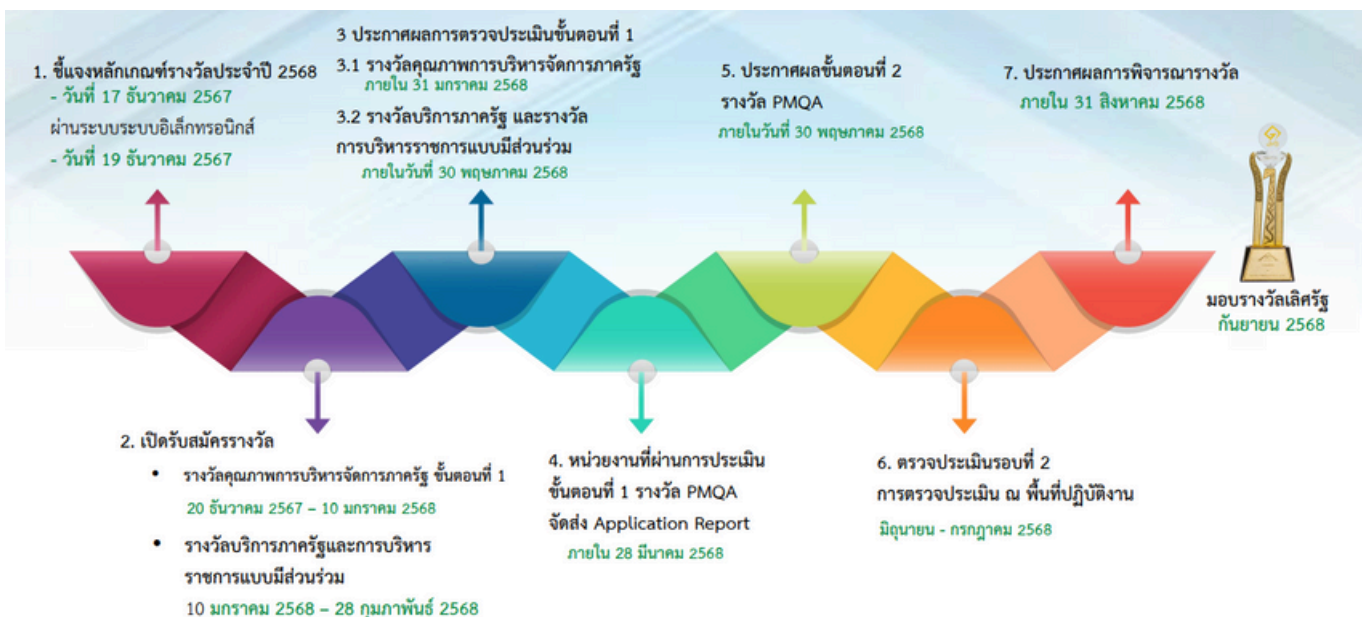 1. ชี้แจงหลักเกณฑ์รางวัลประจำปี 2568
- วันที่ 17 ธันวาคม 2567
ผ่านระบบระบบอิเล็กทรอนิกส์
- วันที่ 19 ธันวาคม 2567
2. เปิดรับสมัครรางวัล
• รางวัลคุณภาพการบริหารจัดการภาครัฐ ขั้นตอนที่ 1
20 ธันวาคม 2567 – 10 มกราคม 2568
• รางวัลบริการภาครัฐและการบริหาร
ราชการแบบมีส่วนร่วม
10 มกราคม 2568 – 28 กุมภาพันธ์ 2568
3 ประกาศผลการตรวจประเมินขั้นตอนที่ 1
3.1 รางวัลคุณภาพการบริหารจัดการภาครัฐ
ภายใน 31 มกราคม 2568
3.2 รางวัลบริการภาครัฐ และรางวัล
การบริหารราชการแบบมีส่วนร่วม
ภายในวันที่ 30 พฤษภาคม 2568
4. หน่วยงานที่ผ่านการประเมิน
ขั้นตอนที่ 1 รางวัล PMQA
จัดส่ง Application Report
ภายใน 28 มีนาคม 2568
5. ประกาศผลขั้นตอนที่ 2
รางวัล PMQA
ภายในวันที่ 30 พฤษภาคม 2568
6. ตรวจประเมินรอบที่ 2
การตรวจประเมิน ณ พื้นที่ปฏิบัติงาน
มิถุนายน - กรกฎาคม 2568
7. ประกาศผลการพิจารณารางวัล
ภายใน 31 สิงหาคม 2568
มอบรางวัลเลิศรัฐ
กันยายน 2568